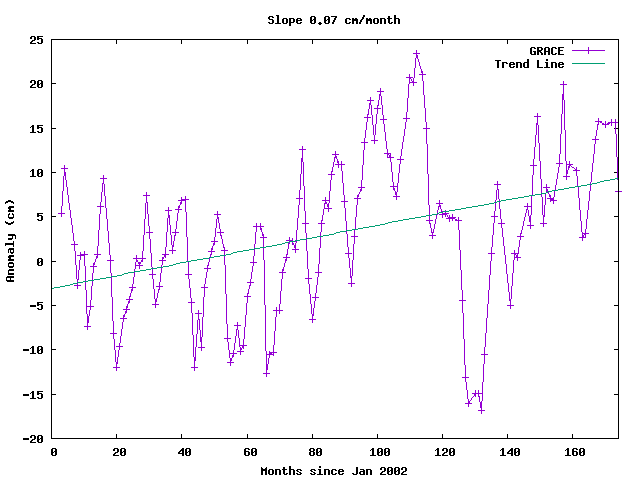 Slope 0.07 cm/month
25
20
15
10
5
0
-5
-10
-15
-20
Anomaly (cm)
GRACE
Trend Line
0 20 40 60 80 100 120 140 160
Months since Jan 2002